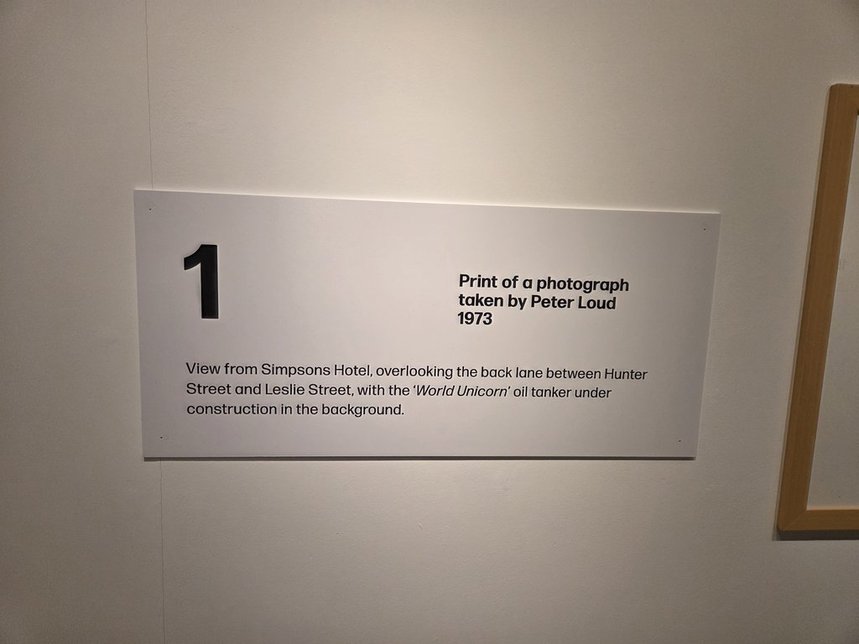 1
Print of a photograph
taken by Peter Loud
1973
View from Simpsons Hotel, overlooking the back lane between Hunter
Street and Leslie Street, with the ‘World Unicorn’ oil tanker under
construction in the background.